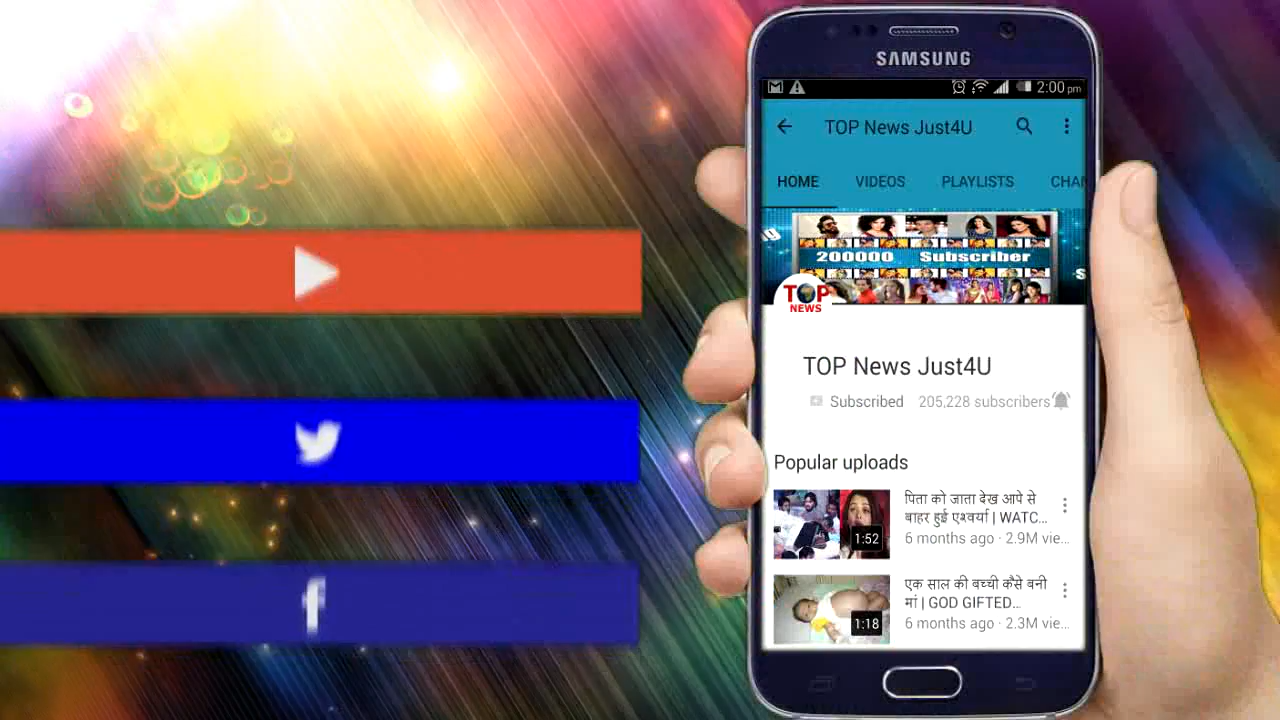 SAMSUNG
2:00 pm
TOP News Just4U
HOME VIDEOS PLAYLISTS CHAN
200000 Subscriber
TOP
NEWS
TOP News Just4U
Subscribed 205,228 subscribers
Popular uploads
पिता को जाता देख आपे से
बाहर हुई एश्वर्या | WATC...
6 months ago · 2.9M vie...
1:52
एक साल की बच्ची कैसे बनी
मां | GOD GIFTED...
6 months ago · 2.3M vie...
1:18